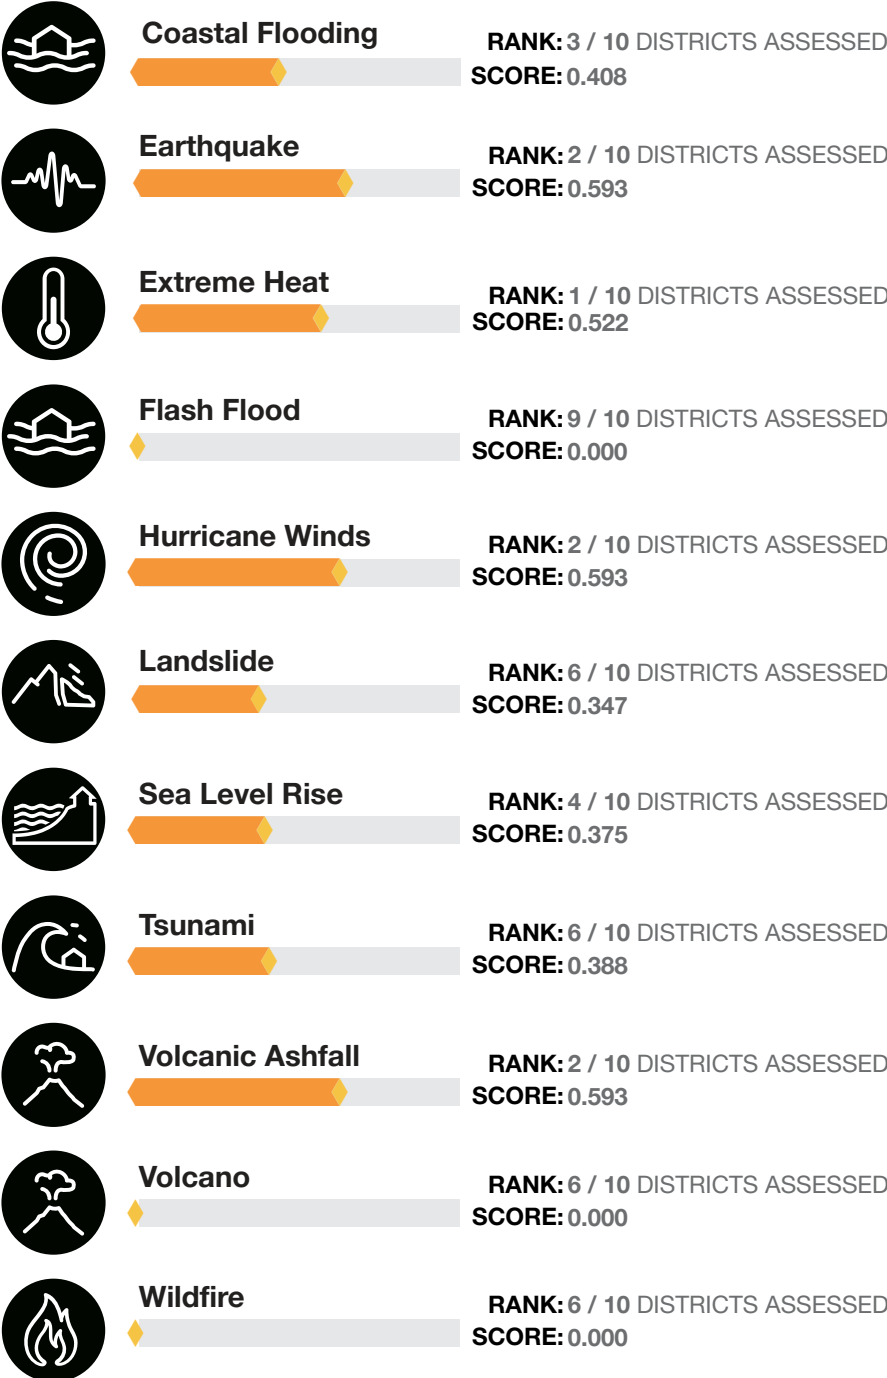 Coastal Flooding
RANK: 3 / 10 DISTRICTS ASSESSED
SCORE: 0.408
Earthquake
RANK: 2 / 10 DISTRICTS ASSESSED
SCORE: 0.593
Extreme Heat
RANK: 1 / 10 DISTRICTS ASSESSED
SCORE: 0.522
Flash Flood
RANK: 9 / 10 DISTRICTS ASSESSED
SCORE: 0.000
Hurricane Winds
RANK: 2 / 10 DISTRICTS ASSESSED
SCORE: 0.593
Landslide
RANK: 6 / 10 DISTRICTS ASSESSED
SCORE: 0.347
Sea Level Rise
RANK: 4 / 10 DISTRICTS ASSESSED
SCORE: 0.375
Tsunami
RANK: 6 / 10 DISTRICTS ASSESSED
SCORE: 0.388
Volcanic Ashfall
RANK: 2 / 10 DISTRICTS ASSESSED
SCORE: 0.593
Volcano
RANK: 6 / 10 DISTRICTS ASSESSED
SCORE: 0.000
Wildfire
RANK: 6 / 10 DISTRICTS ASSESSED
SCORE: 0.000